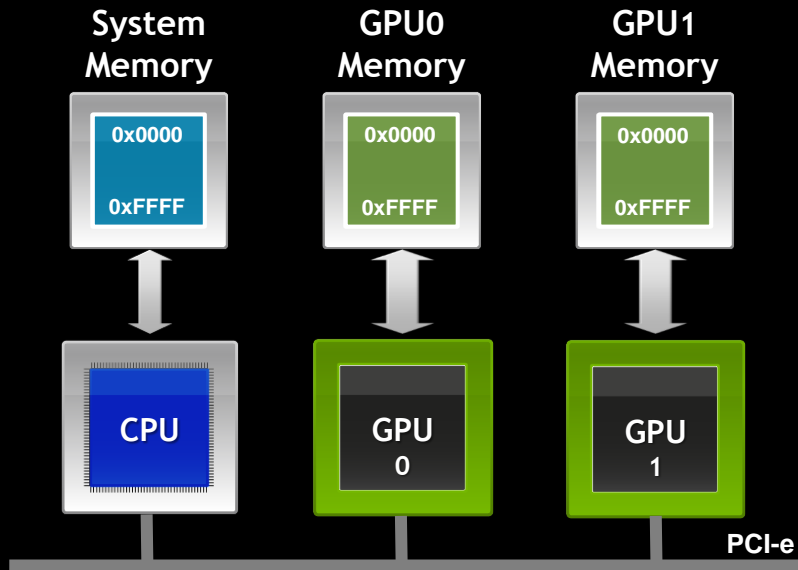 System
Memory
GPU0
Memory
GPU1
Memory
0x0000
0xFFFF
0x0000
0xFFFF
0x0000
0xFFFF
CPU
GPU
0
GPU
1
PCI-e